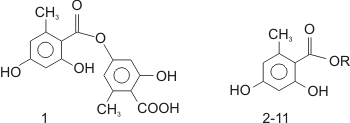 CH₃ O
O
HO OH OH
CH₃ COOH
1
CH₃ O
OR
HO OH
2-11